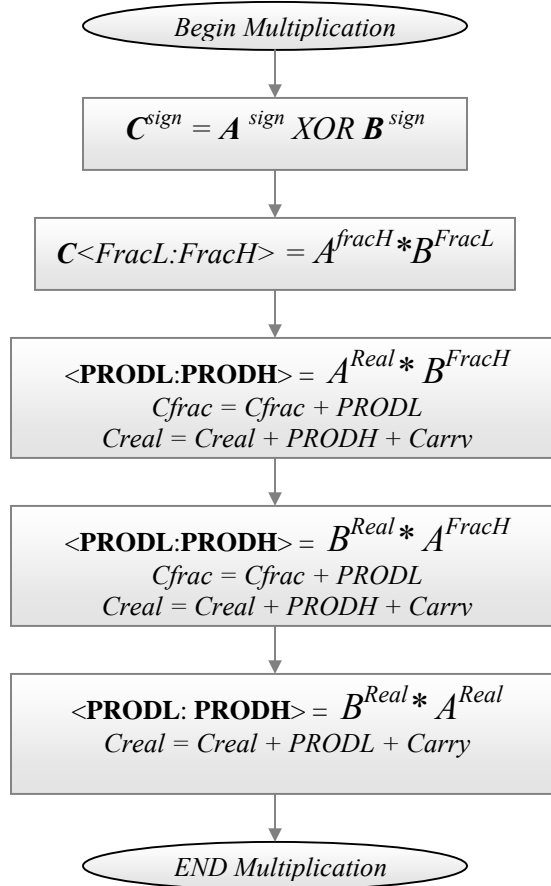 Begin Multiplication
C^sign = A^sign XOR B^sign
C<FracL:FracH> = A^fracH*B^FracL
<PRODL:PRODH> = A^Real* B^FracH
Cfrac = Cfrac + PRODL
Creal = Creal + PRODH + Carry
<PRODL:PRODH> = B^Real* A^FracH
Cfrac = Cfrac + PRODL
Creal = Creal + PRODH + Carry
<PRODL: PRODH> = B^Real* A^Real
Creal = Creal + PRODL + Carry
END Multiplication